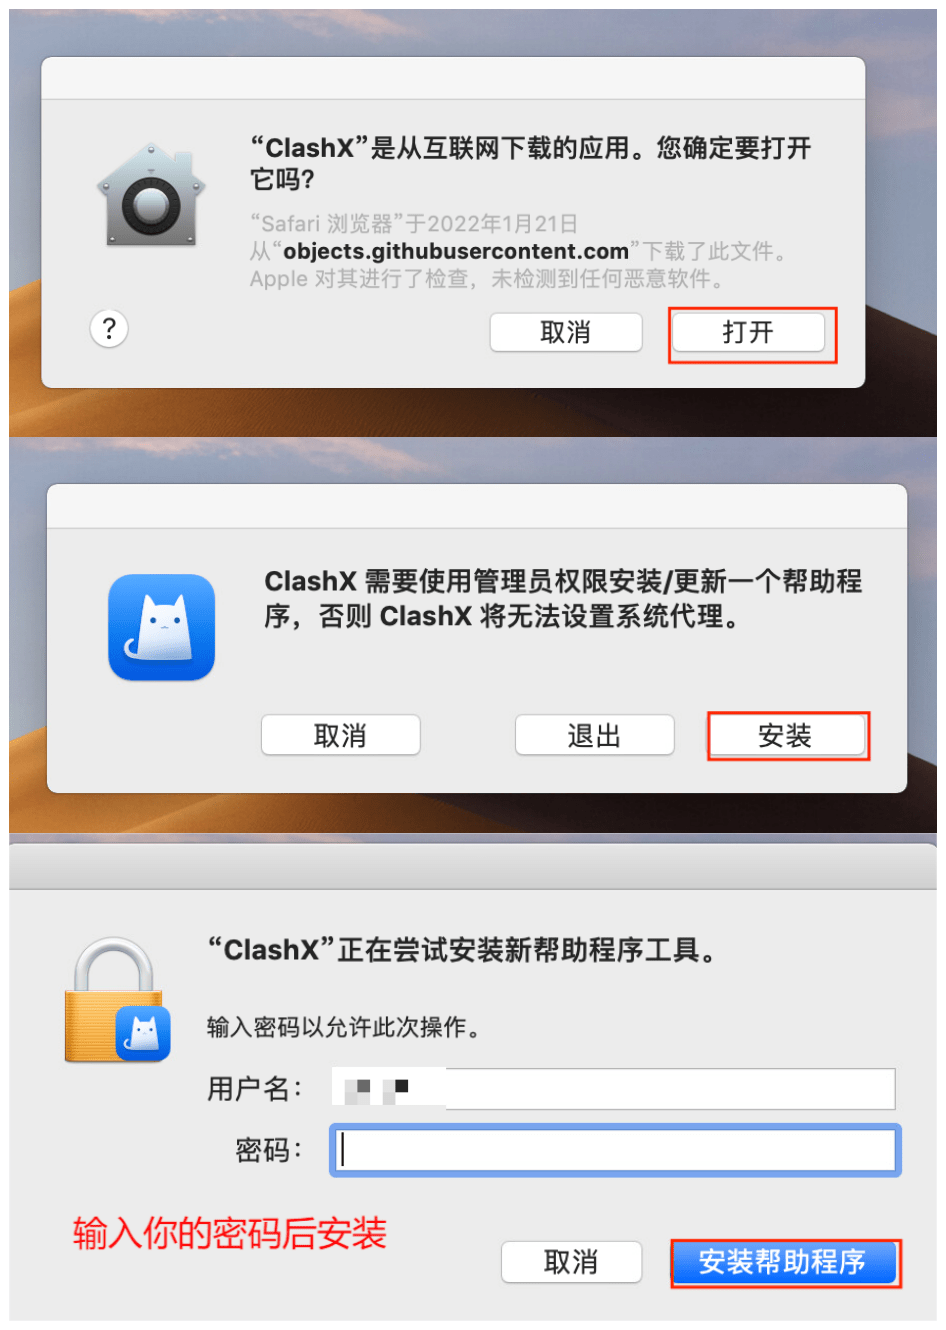 “ClashX”是从互联网下载的应用。您确定要打开
它吗?
“Safari 浏览器”于2022年1月21日
从“objects.githubusercontent.com”下载了此文件。
Apple 对其进行了检查，未检测到任何恶意软件。
?
取消
打开
ClashX 需要使用管理员权限安装/更新一个帮助程
序，否则 ClashX 将无法设置系统代理。
取消
退出
安装
“ClashX”正在尝试安装新帮助程序工具。
输入密码以允许此次操作。
用户名：
密码：
输入你的密码后安装
取消
安装帮助程序